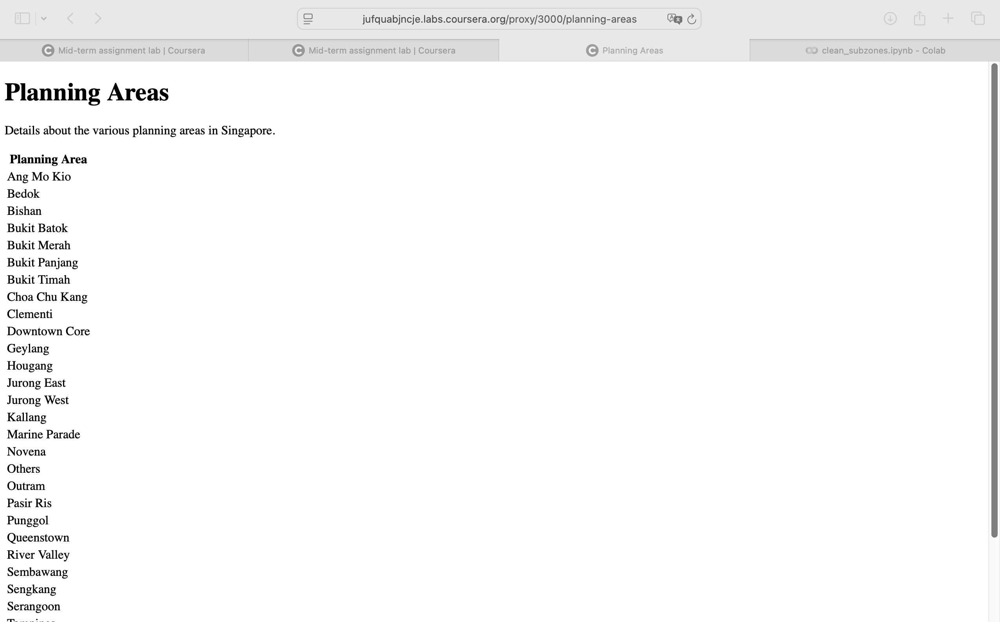 jufquabjncje.labs.coursera.org/proxy/3000/planning-areas
Mid-term assignment lab | Coursera
Mid-term assignment lab | Coursera
Planning Areas
clean_subzones.ipynb - Colab
Planning Areas
Details about the various planning areas in Singapore.
Planning Area
Ang Mo Kio
Bedok
Bishan
Bukit Batok
Bukit Merah
Bukit Panjang
Bukit Timah
Choa Chu Kang
Clementi
Downtown Core
Geylang
Hougang
Jurong East
Jurong West
Kallang
Marine Parade
Novena
Others
Outram
Pasir Ris
Punggol
Queenstown
River Valley
Sembawang
Sengkang
Serangoon